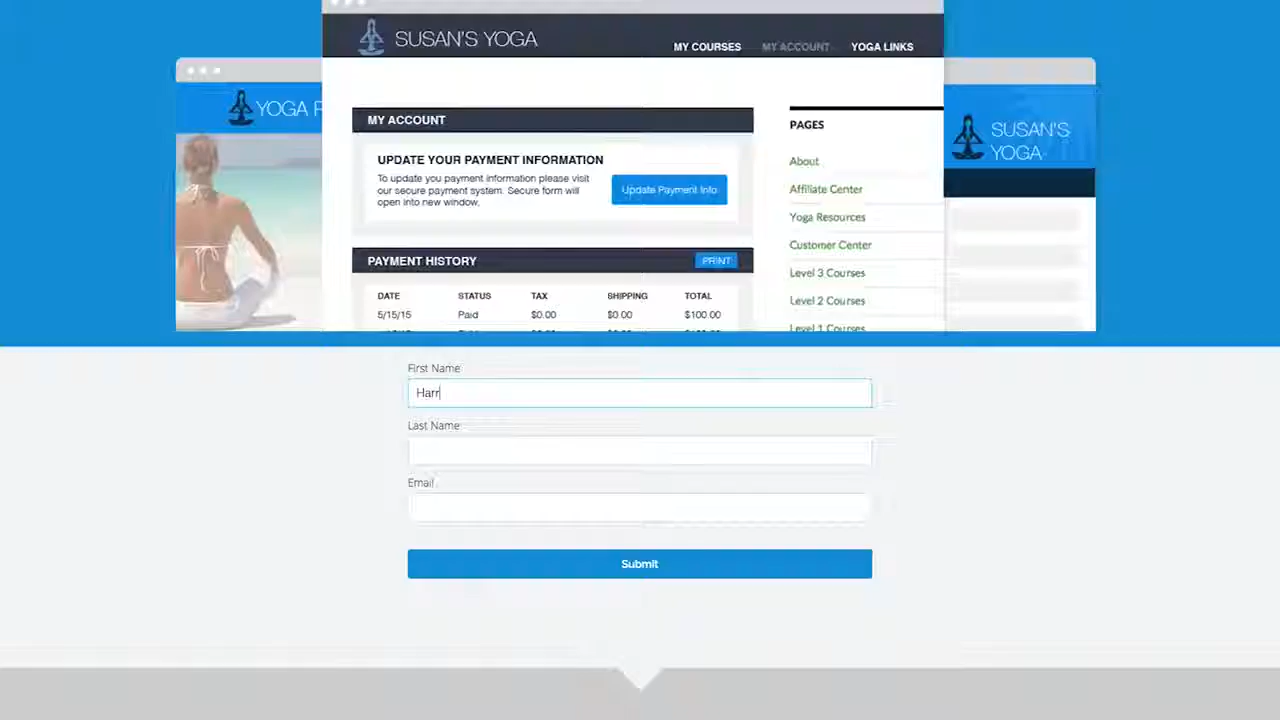 SUSAN'S YOGA
MY COURSES MY ACCOUNT YOGA LINKS
YOGA
SUSAN'S
YOGA
MY ACCOUNT
UPDATE YOUR PAYMENT INFORMATION
To update you payment information please visit
our secure payment system. Secure form will
open into new window.
Update Payment Info
PAYMENT HISTORY
PRINT
DATE STATUS TAX SHIPPING TOTAL
5/15/15 Paid $0.00 $0.00 $100.00
PAGES
About
Affiliate Center
Yoga Resources
Customer Center
Level 3 Courses
Level 2 Courses
Level 1 Courses
First Name
Harr
Last Name
Email
Submit